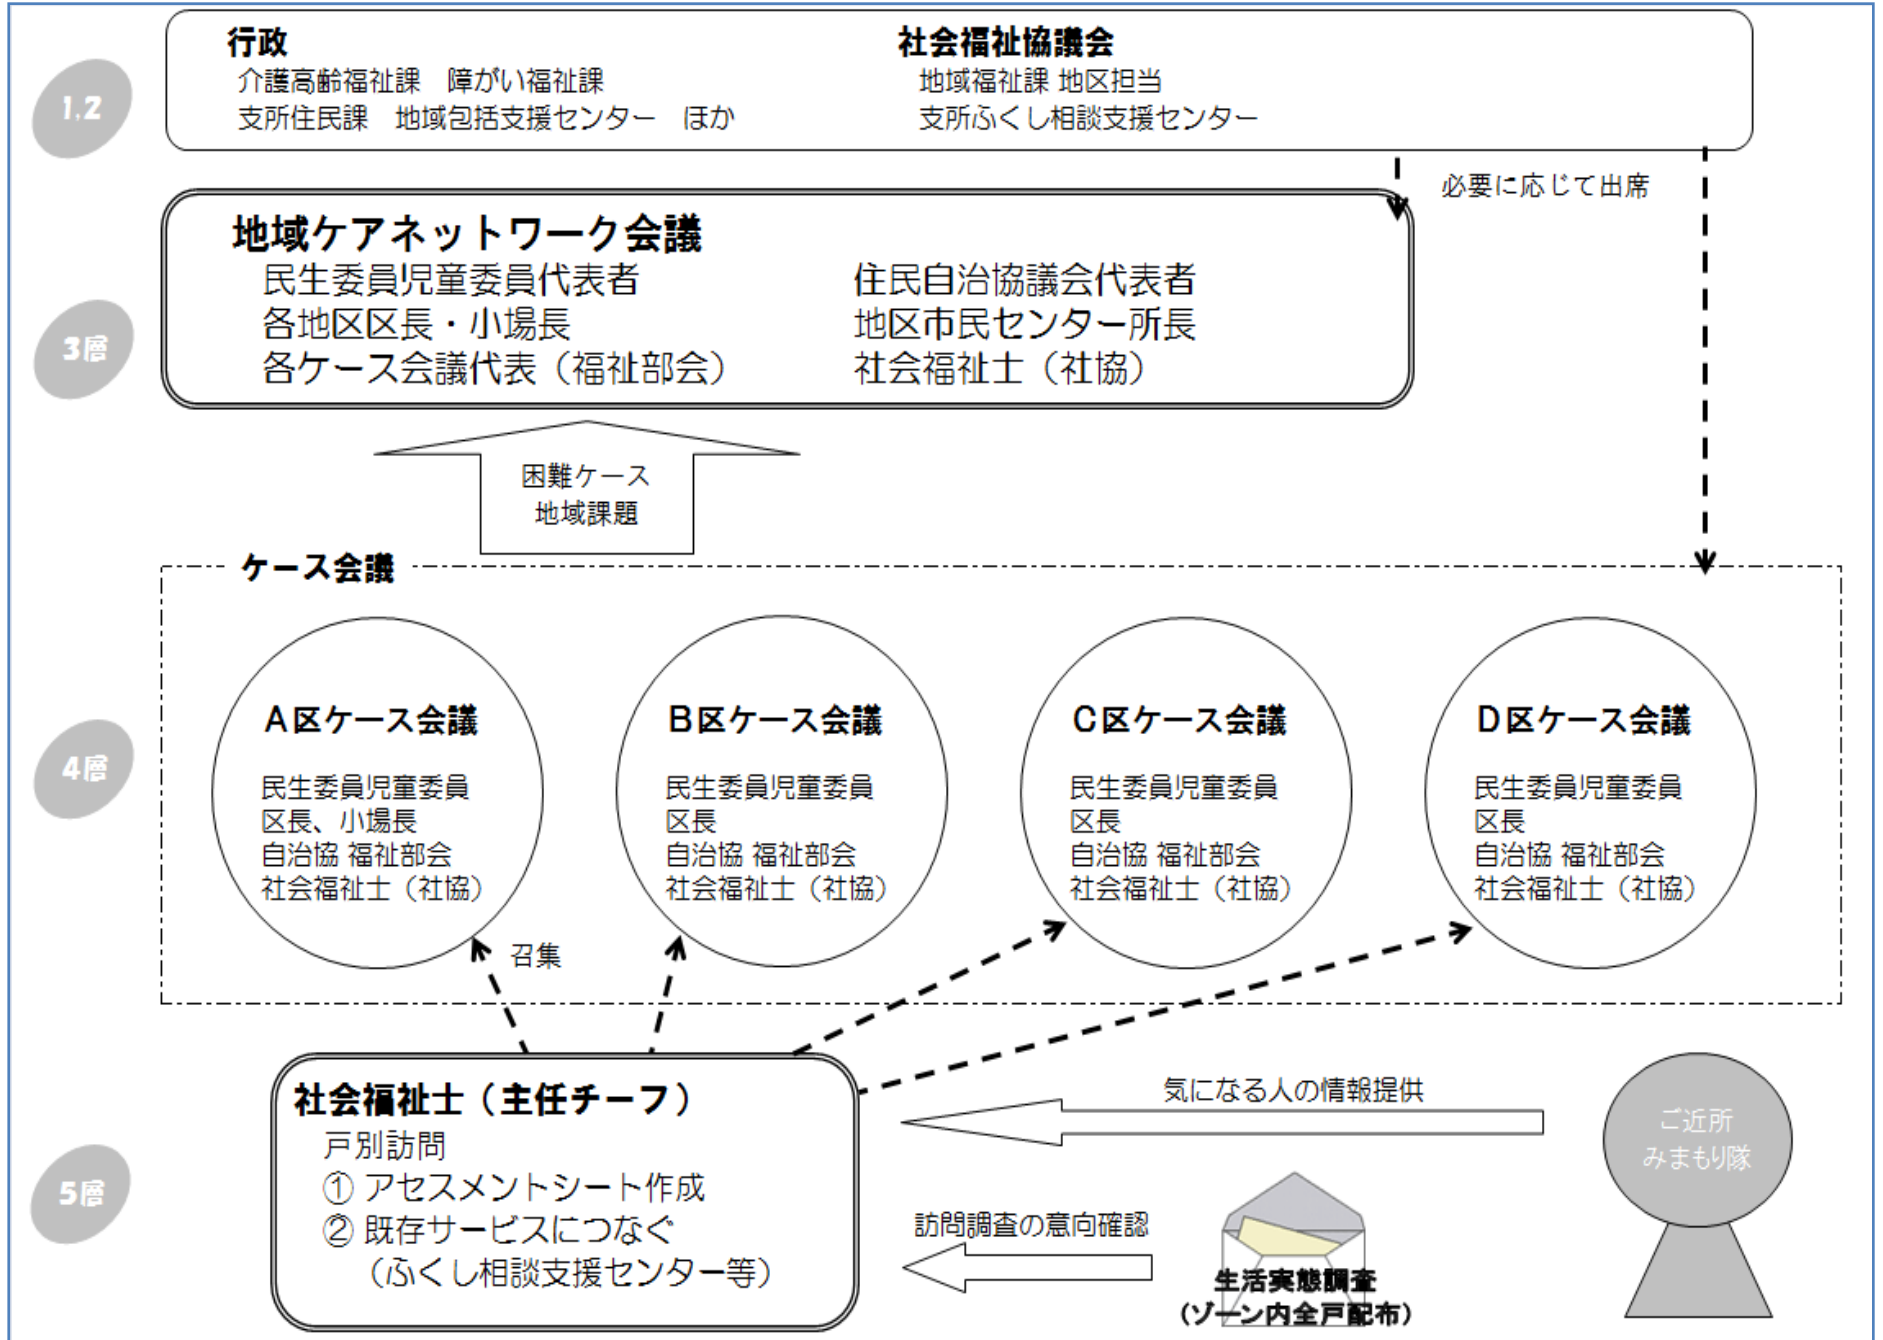 行政
介護高齢福祉課　障がい福祉課
支所住民課　地域包括支援センター　ほか
社会福祉協議会
地域福祉課 地区担当
支所ふくし相談支援センター
1,2
必要に応じて出席
地域ケアネットワーク会議
民生委員児童委員代表者
各地区区長・小場長
各ケース会議代表（福祉部会）
住民自治協議会代表者
地区市民センター所長
社会福祉士（社協）
3層
困難ケース
地域課題
ケース会議
A区ケース会議
民生委員児童委員
区長、小場長
自治協 福祉部会
社会福祉士（社協）
B区ケース会議
民生委員児童委員
区長
自治協 福祉部会
社会福祉士（社協）
C区ケース会議
民生委員児童委員
区長
自治協 福祉部会
社会福祉士（社協）
D区ケース会議
民生委員児童委員
区長
自治協 福祉部会
社会福祉士（社協）
4層
召集
社会福祉士（主任チーフ）
戸別訪問
① アセスメントシート作成
② 既存サービスにつなぐ
（ふくし相談支援センター等）
5層
気になる人の情報提供
ご近所
みまもり隊
訪問調査の意向確認
生活実態調査
（ゾーン内全戸配布）